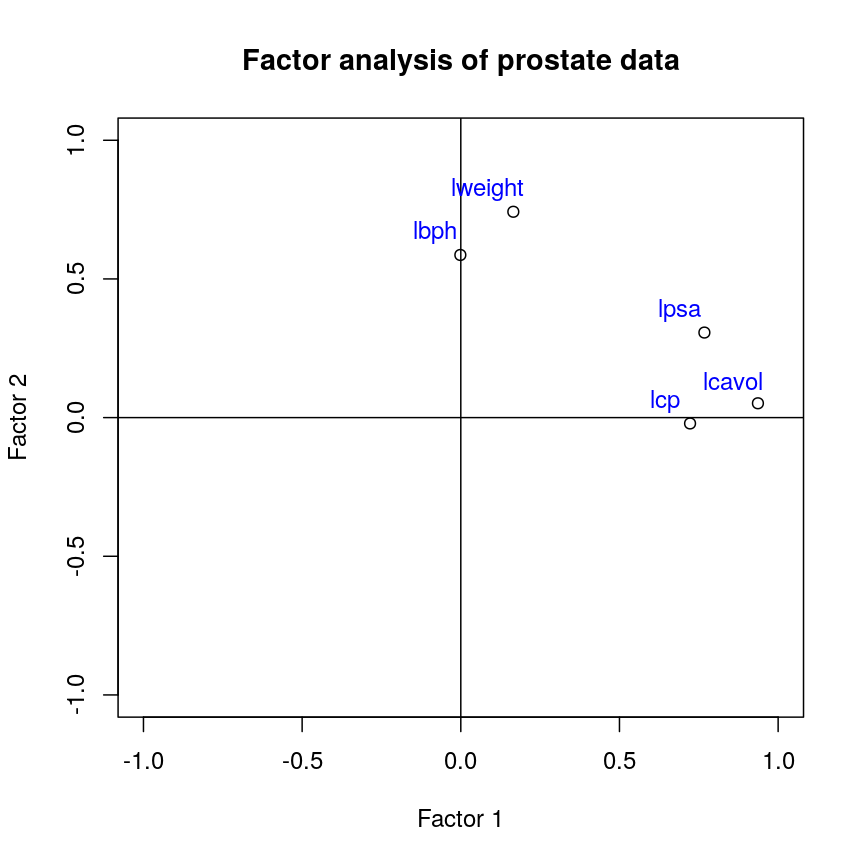 Factor analysis of prostate data
1.0
0.5
0.0
-0.5
-1.0
Factor 2
lweight
lbph
lpsa
lcavol
lcp
-1.0
-0.5
0.0
0.5
1.0
Factor 1